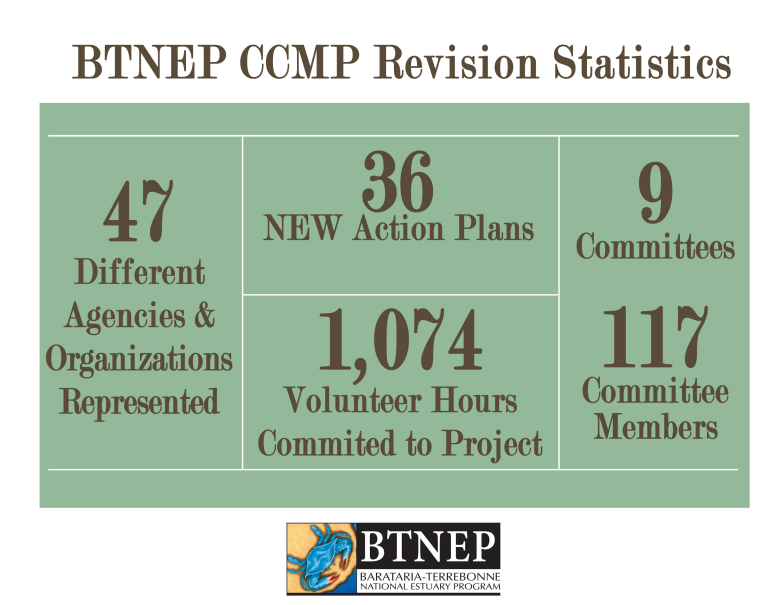 BTNEP CCMP Revision Statistics
47
Different
Agencies &
Organizations
Represented
36
NEW Action Plans
1,074
Volunteer Hours
Commited to Project
9
Committees
117
Committee
Members
BTNEP
BARATARIA-TERREBONNE
NATIONAL ESTUARY PROGRAM